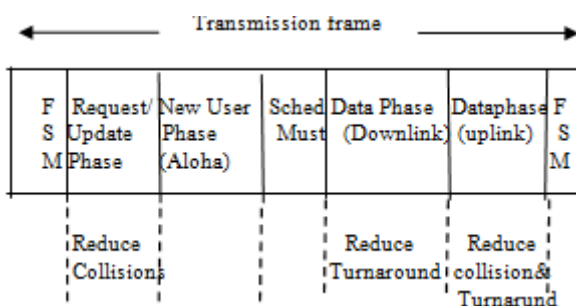 Transmission frame
F Request/ New User Sched Data Phase Dataphase F
S Update Phase Must (Downlink) (uplink) S
M Phase (Aloha) M
Reduce Reduce Reduce
Collisions Turnaround collision&
Turnarund